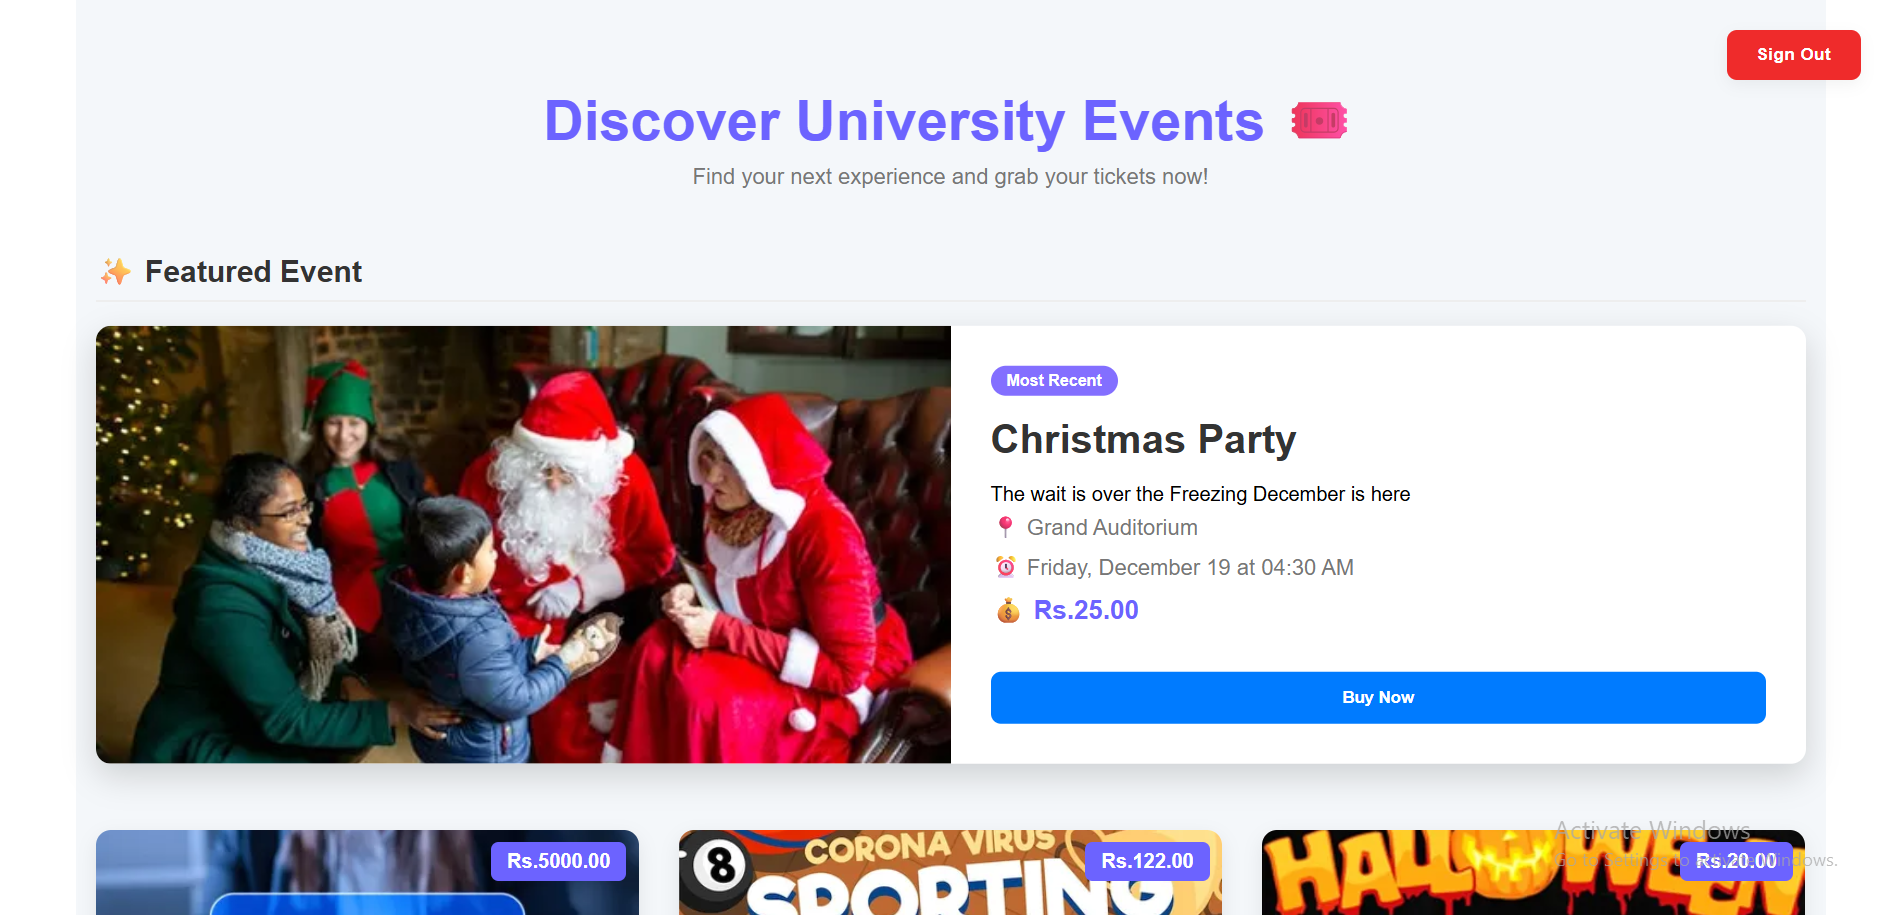 Sign Out
Discover University Events
Find your next experience and grab your tickets now!
Featured Event
Most Recent
Christmas Party
The wait is over the Freezing December is here
Grand Auditorium
Friday, December 19 at 04:30 AM
Rs.25.00
Buy Now
Rs.5000.00
8
CORONA VIRUS
SPORTING
Rs.122.00
HALLOWEEN
Rs.20.00
Activate Windows
Go to Settings to activate Windows.